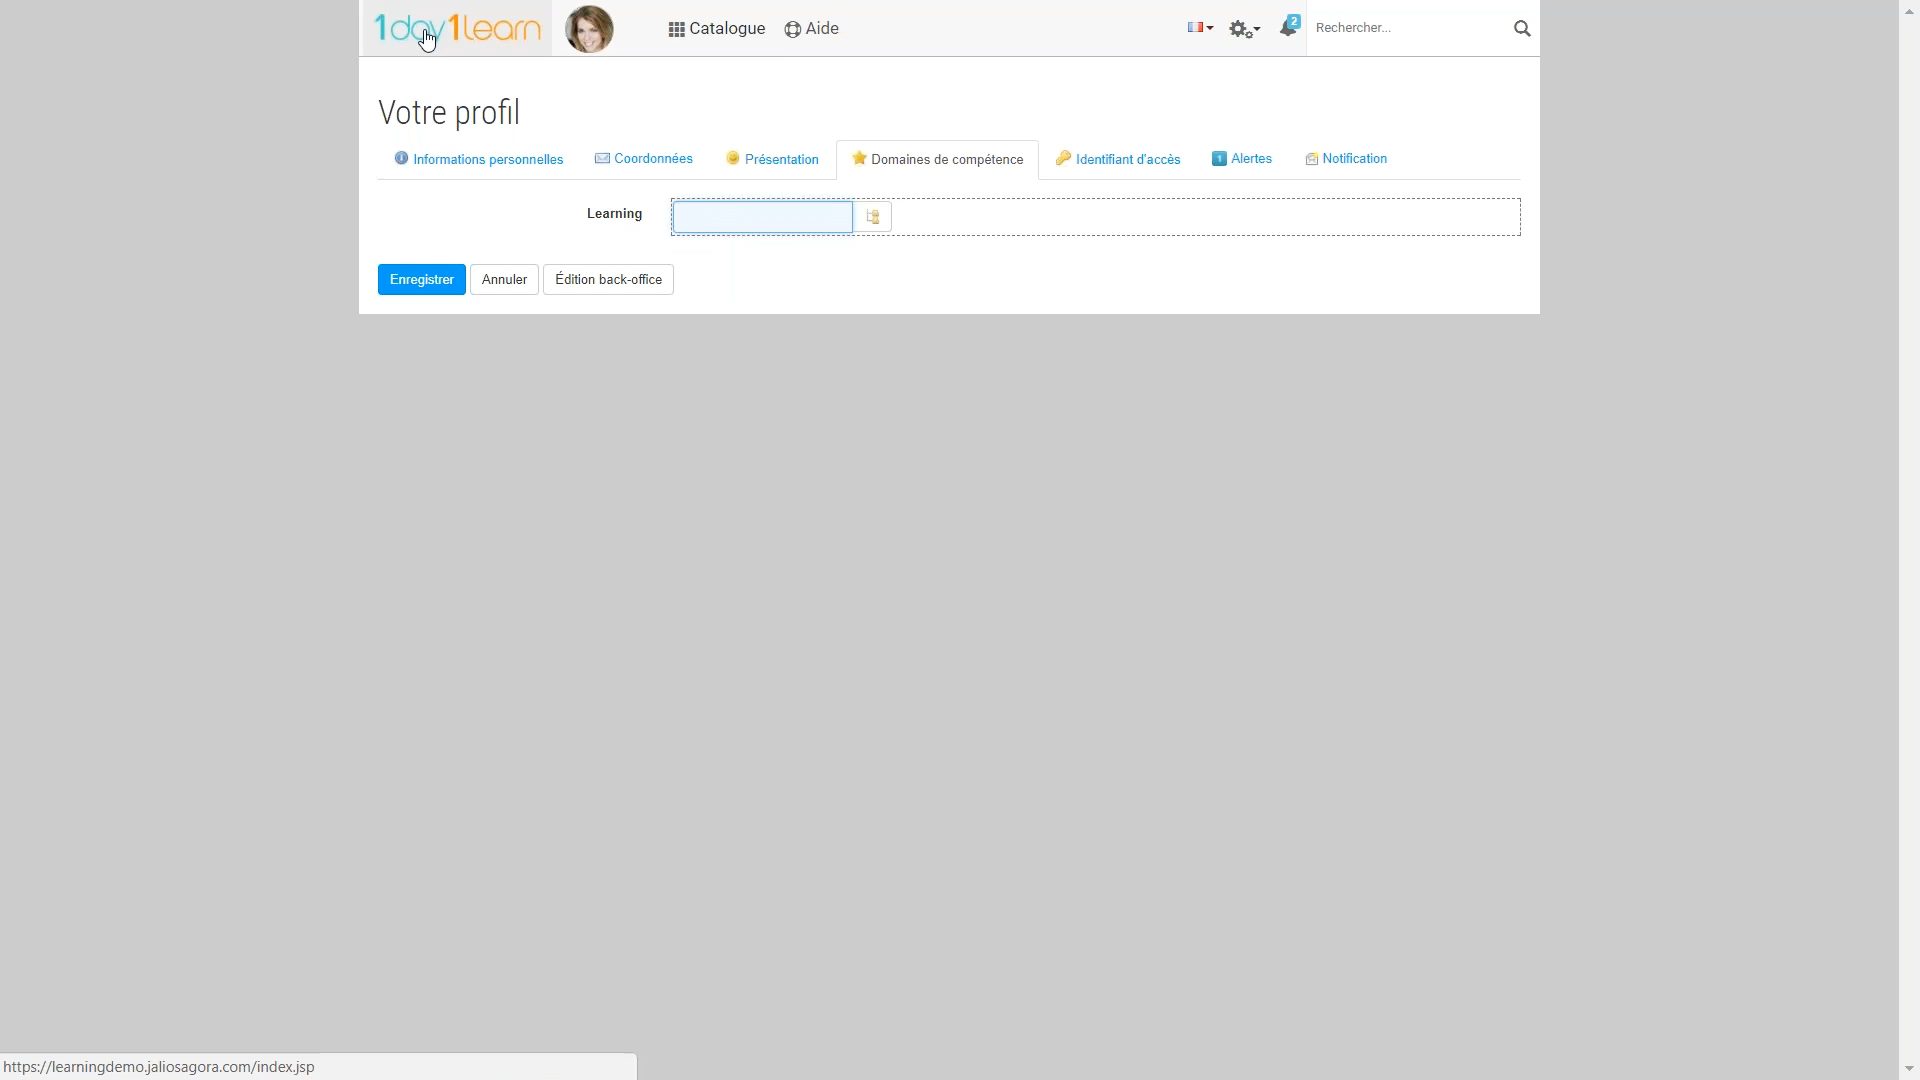 1day1learn
Catalogue
Aide
2
Rechercher...
Votre profil
Informations personnelles
Coordonnées
Présentation
Domaines de compétence
Identifiant d'accès
1 Alertes
Notification
Learning
Enregistrer
Annuler
Édition back-office
https://learningdemo.jaliosagora.com/index.jsp